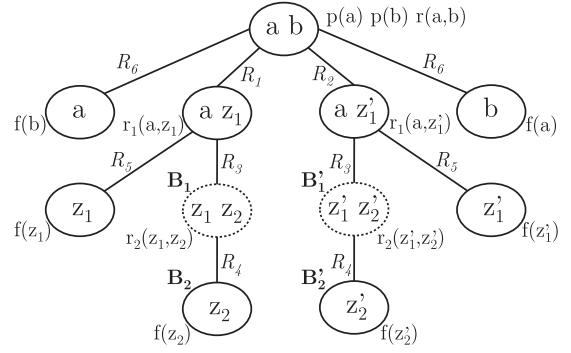 a b p(a) p(b) r(a,b)
R₆ R₁ R₂ R₆
a a z₁ a z'₁ b
f(b) r₁(a,z₁) r₁(a,z'₁) f(a)
R₅ R₃ R₃ R₅
B₁ B'₁
z₁ z₁ z₂ z'₁ z'₂ z'₁
f(z₁) r₂(z₁,z₂) r₂(z'₁,z'₂) f(z'₁)
R₄ R₄
B₂ B'₂
z₂ z'₂
f(z₂) f(z'₂)